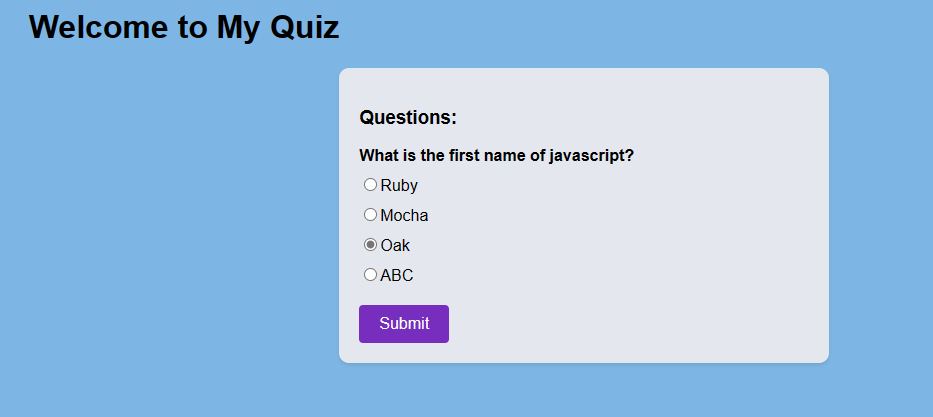 Welcome to My Quiz
Questions:
What is the first name of javascript?
Ruby
Mocha
Oak
ABC
Submit